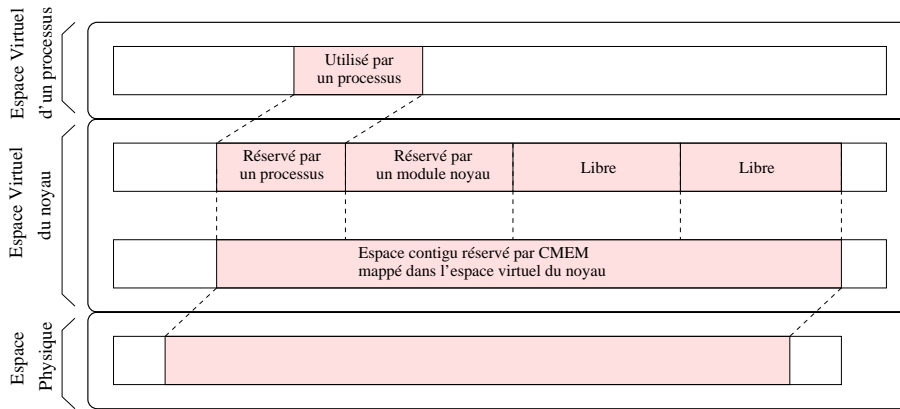 Espace Virtuel
d'un processus
Utilisé par
un processus
Espace Virtuel
du noyau
Réservé par
un processus
Réservé par
un module noyau
Libre
Libre
Espace contigu réservé par CMEM
mappé dans l'espace virtuel du noyau
Espace
Physique